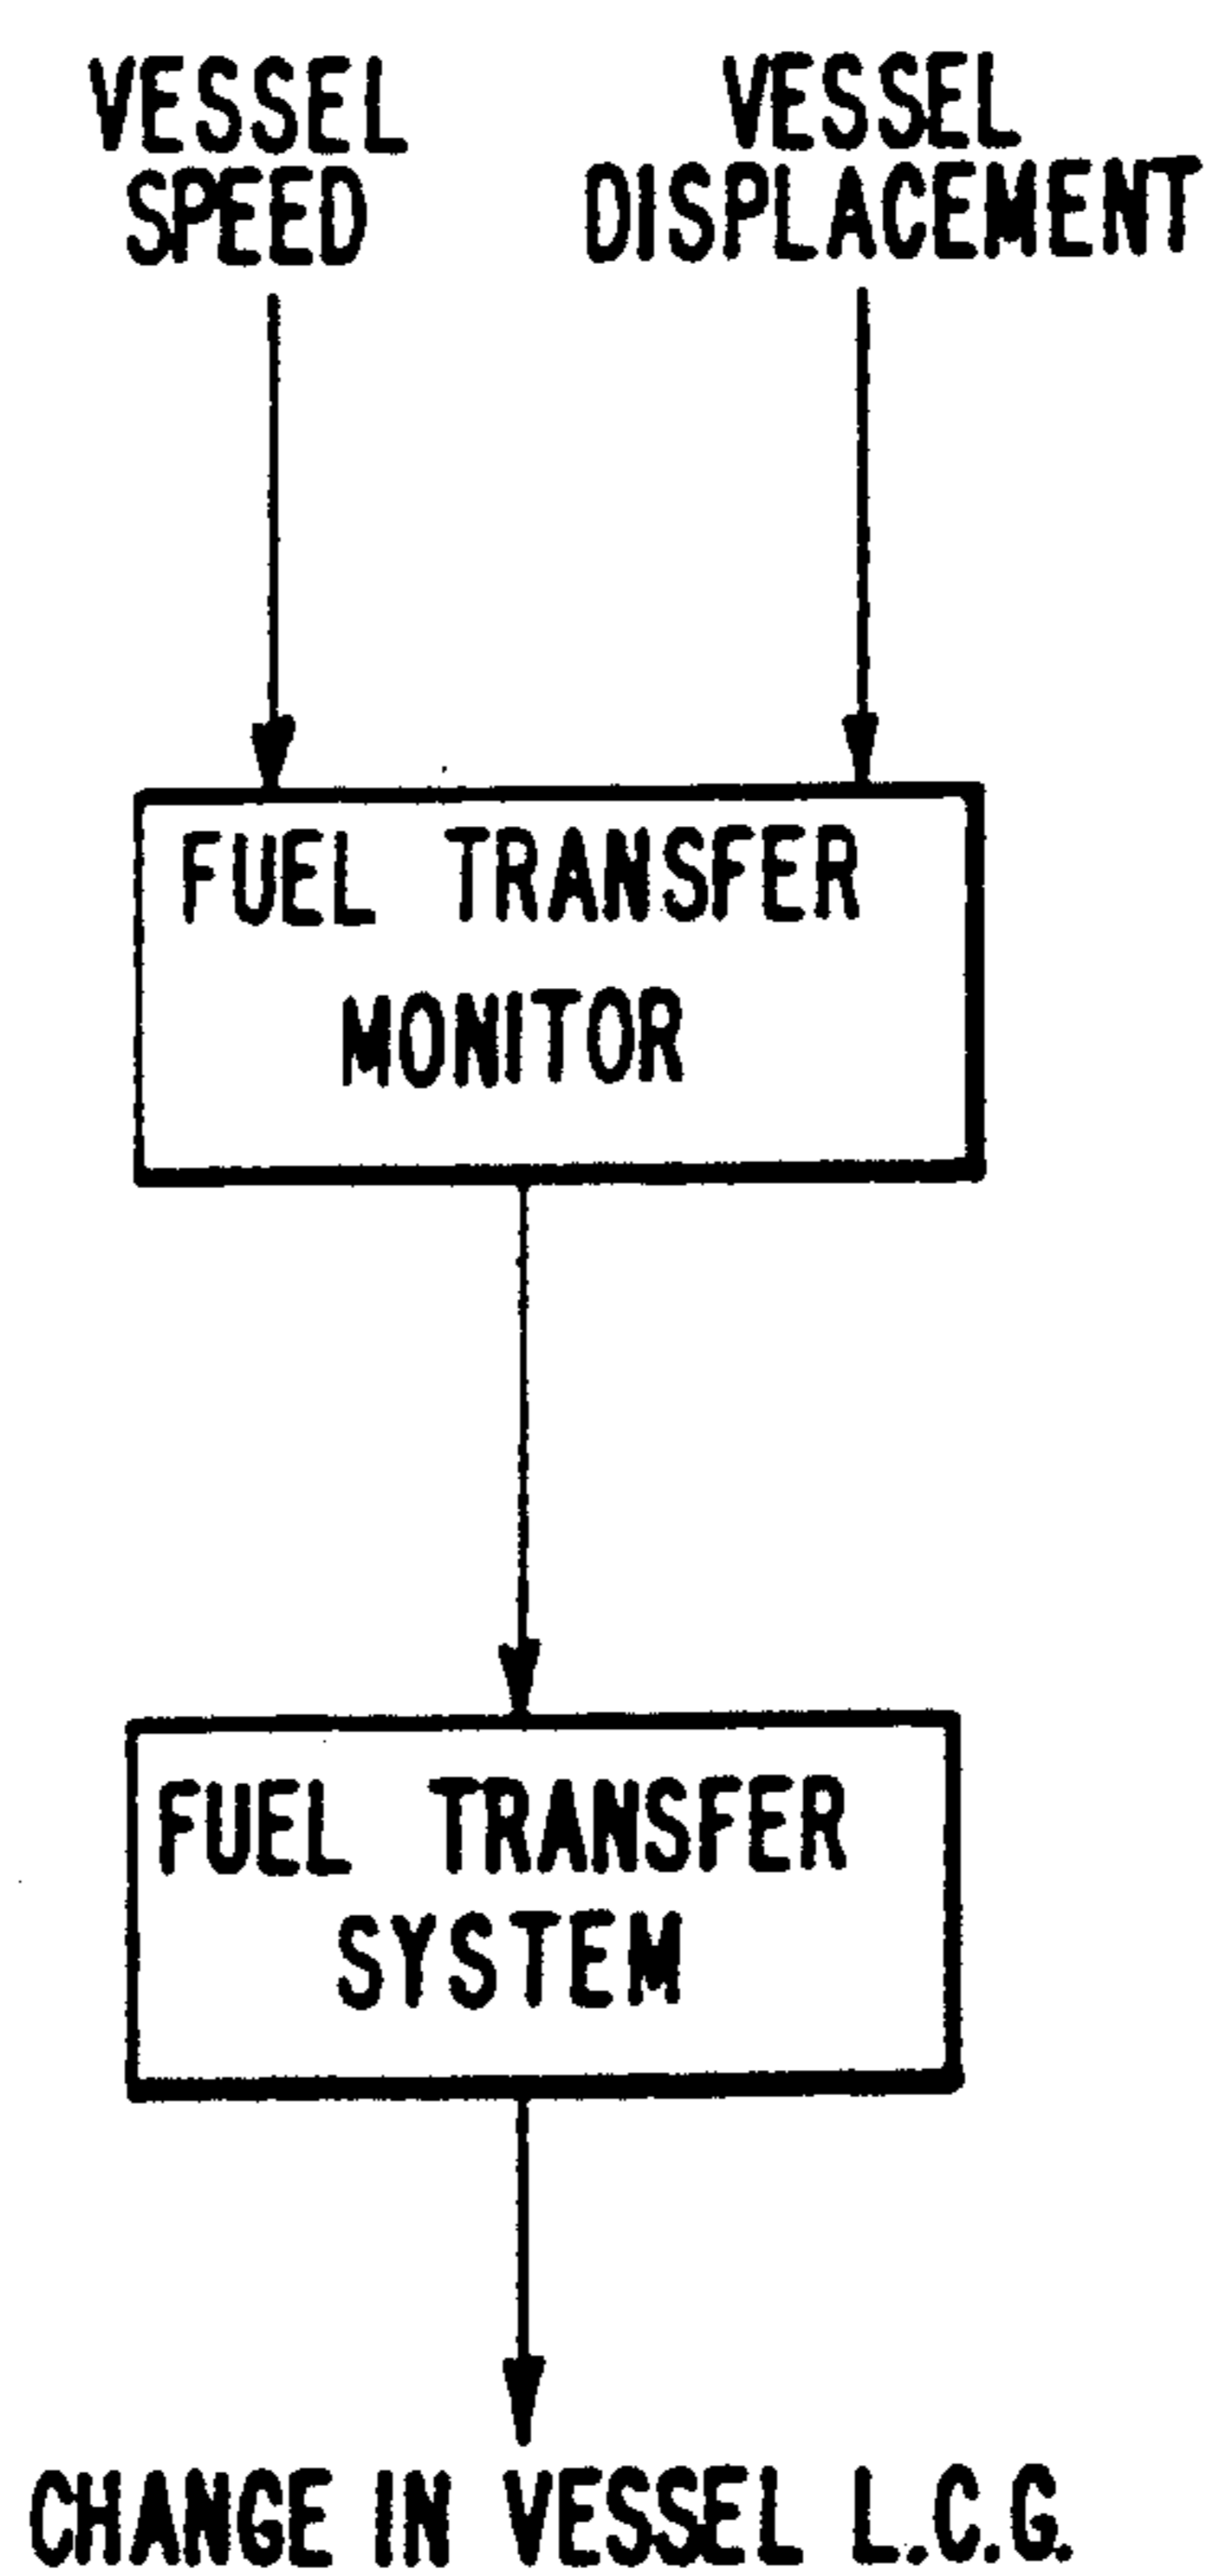 VESSEL
SPEED
VESSEL
DISPLACEMENT
FUEL TRANSFER
MONITOR
FUEL TRANSFER
SYSTEM
CHANGE IN VESSEL L.C.G.